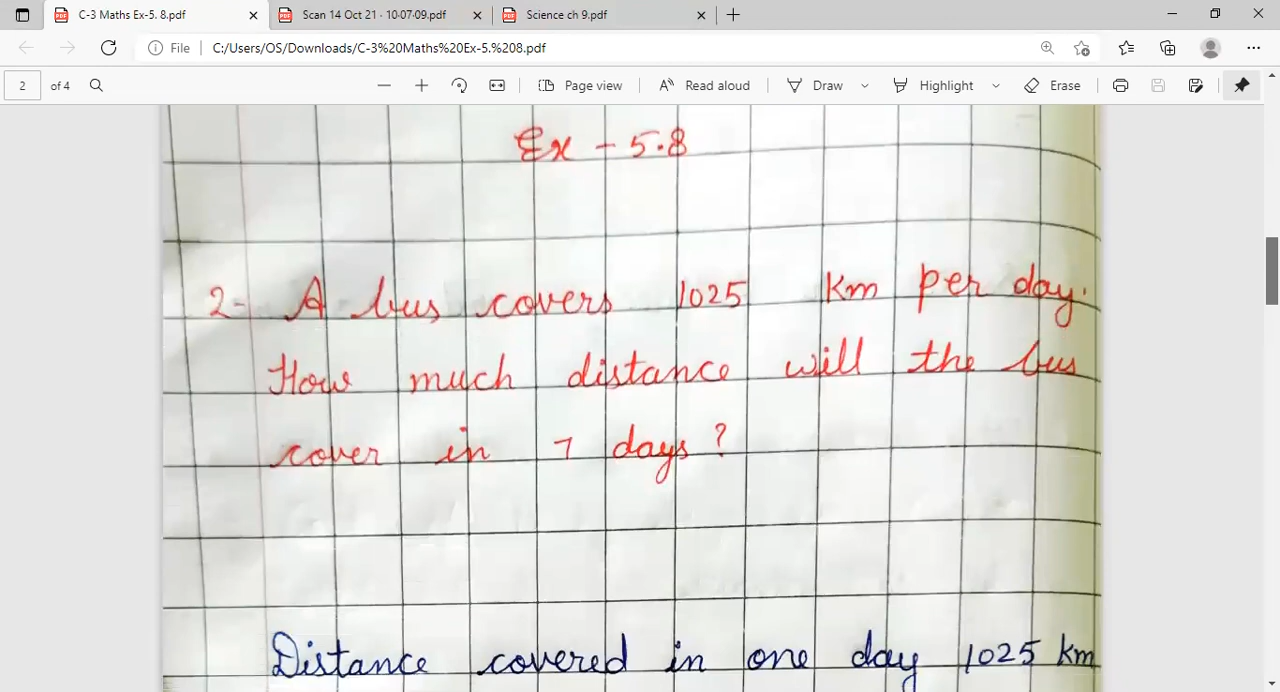 C-3 Maths Ex-5. 8.pdf
Scan 14 Oct 21 - 10-07-09.pdf
Science ch 9.pdf
File
C:/Users/OS/Downloads/C-3%20Maths%20Ex-5.%208.pdf
2 of 4
Page view
Read aloud
Draw
Highlight
Erase
Ex - 5.8
2- A bus covers 1025 Km per day.
How much distance will the bus
cover in 7 days ?
Distance covered in one day 1025 km